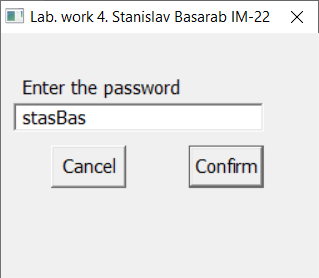 Lab. work 4. Stanislav Basarab IM-22
Enter the password
stasBas
Cancel Confirm